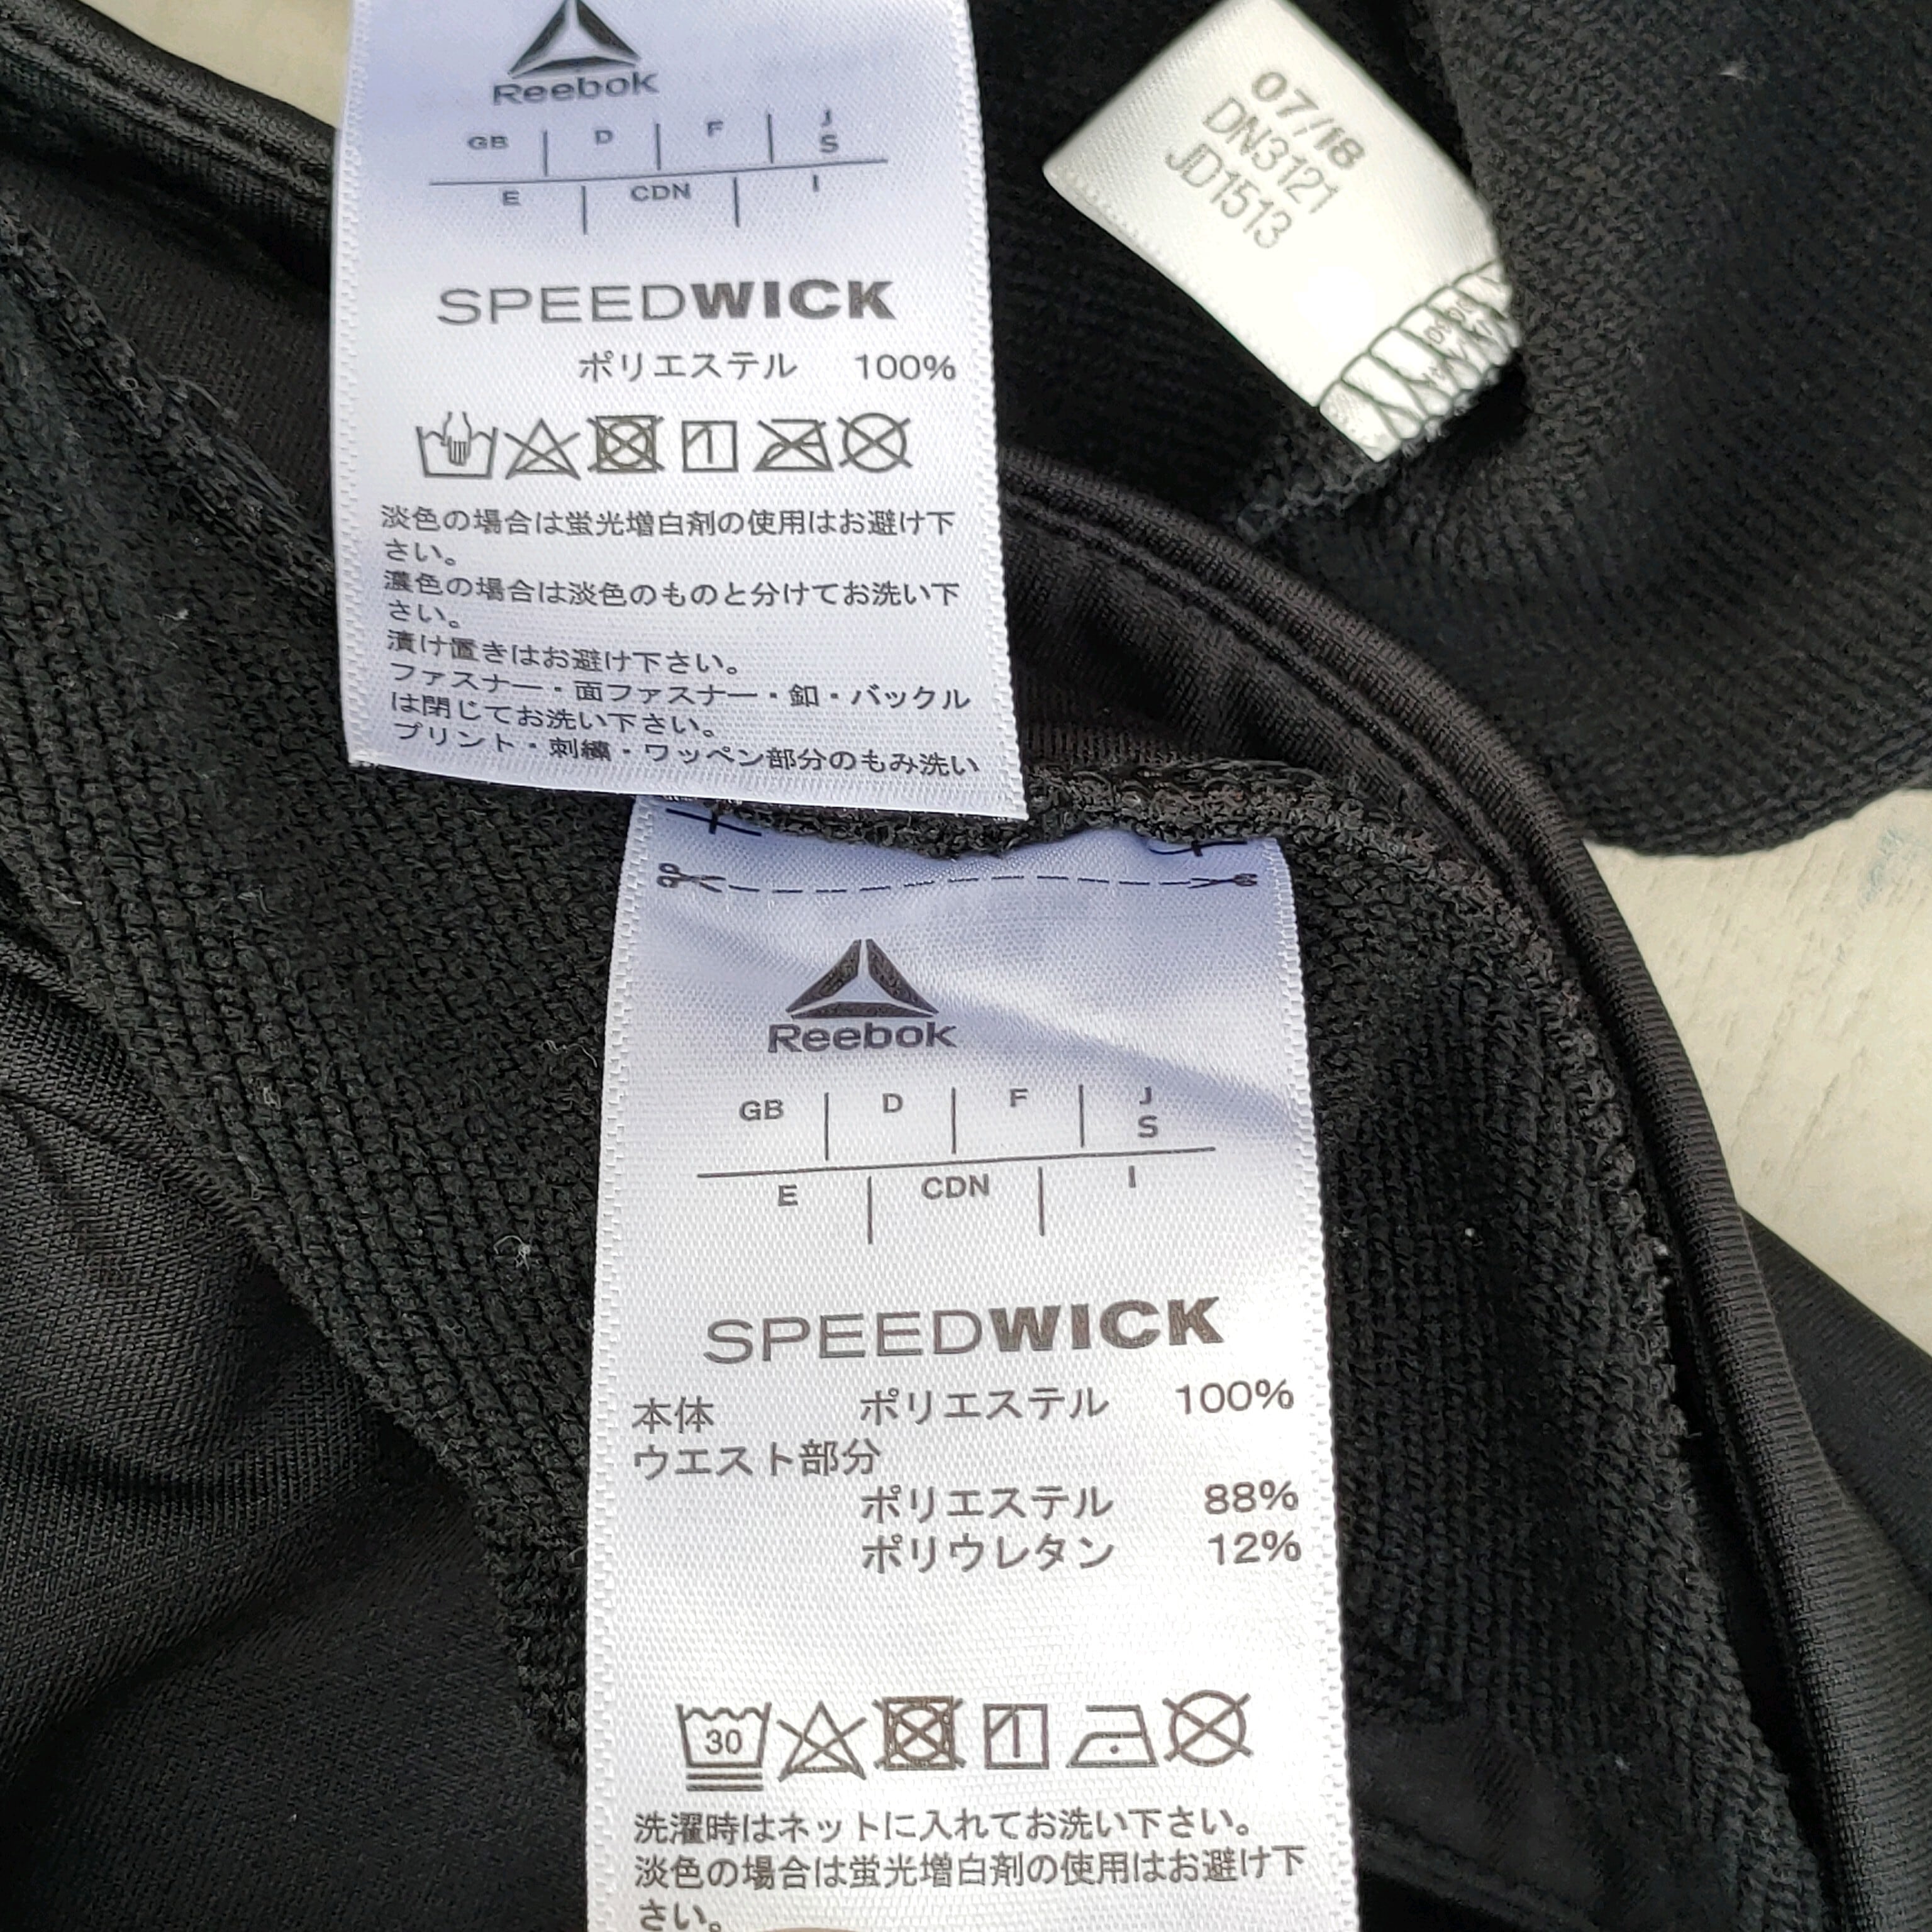 Reebok
GB D F J
S
E CDN I
SPEEDWICK
ポリエステル 100%
淡色の場合は蛍光増白剤の使用はお避け下
さい。
濃色の場合は淡色のものと分けてお洗い下
さい。
漬け置きはお避け下さい。
ファスナー・面ファスナー・釦・バックル
は閉じてお洗い下さい。
プリント・刺繍・ワッペン部分のもみ洗い
07/18
DN3121
JD1513
Reebok
GB D F J
S
E CDN I
SPEEDWICK
本体 ポリエステル 100%
ウエスト部分
ポリエステル 88%
ポリウレタン 12%
30
洗濯時はネットに入れてお洗い下さい。
淡色の場合は蛍光増白剤の使用はお避け下
さい。